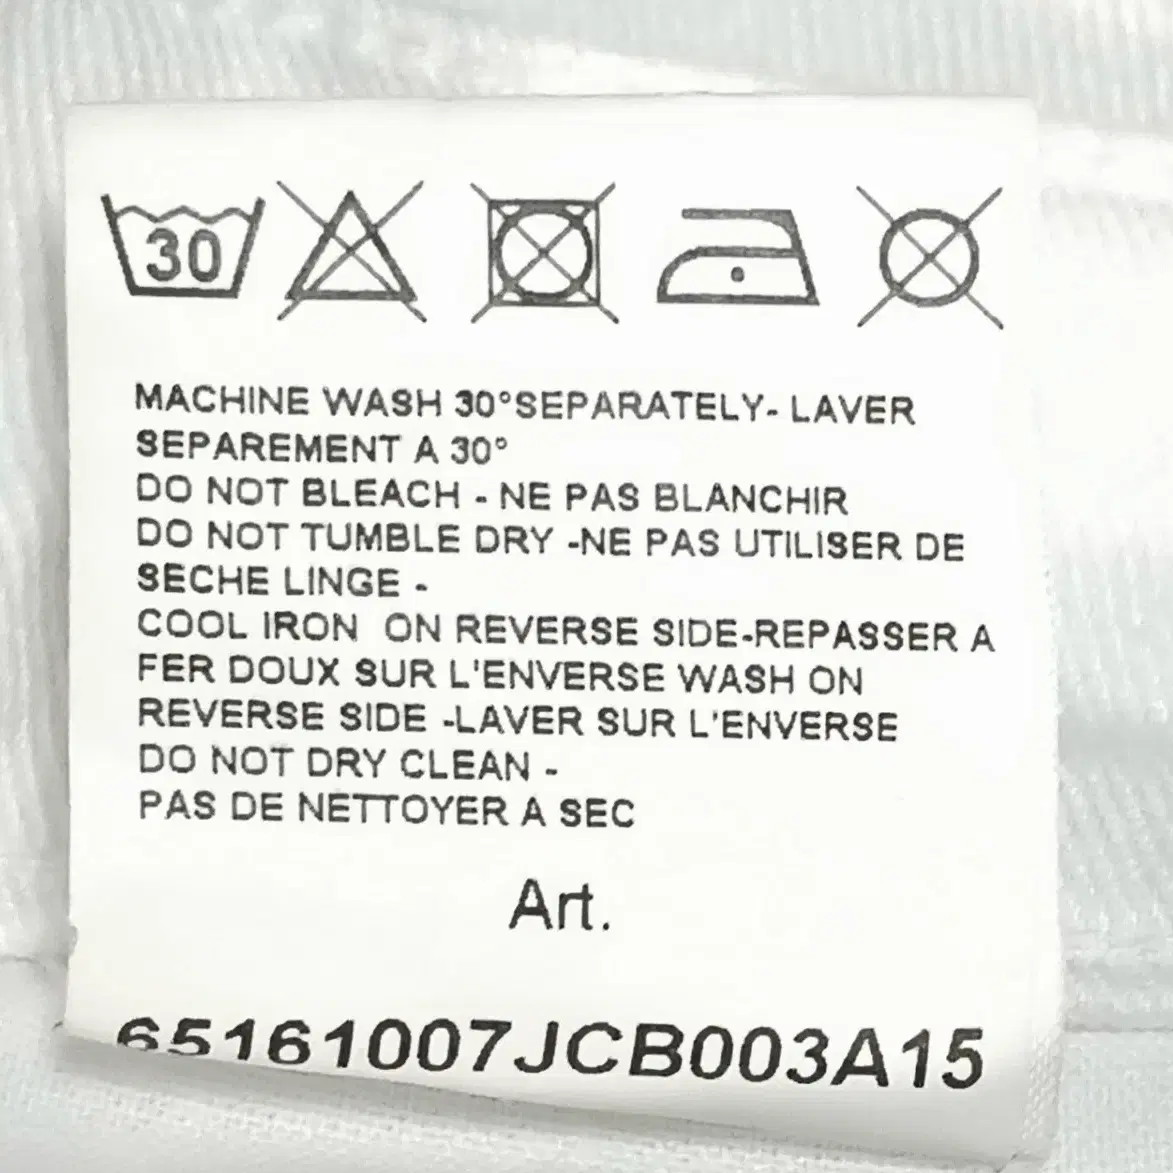 30
MACHINE WASH 30°SEPARATELY- LAVER
SEPAREMENT A 30°
DO NOT BLEACH - NE PAS BLANCHIR
DO NOT TUMBLE DRY -NE PAS UTILISER DE
SECHE LINGE -
COOL IRON ON REVERSE SIDE-REPASSER A
FER DOUX SUR L'ENVERSE WASH ON
REVERSE SIDE -LAVER SUR L'ENVERSE
DO NOT DRY CLEAN -
PAS DE NETTOYER A SEC
Art.
65161007JCB003A15